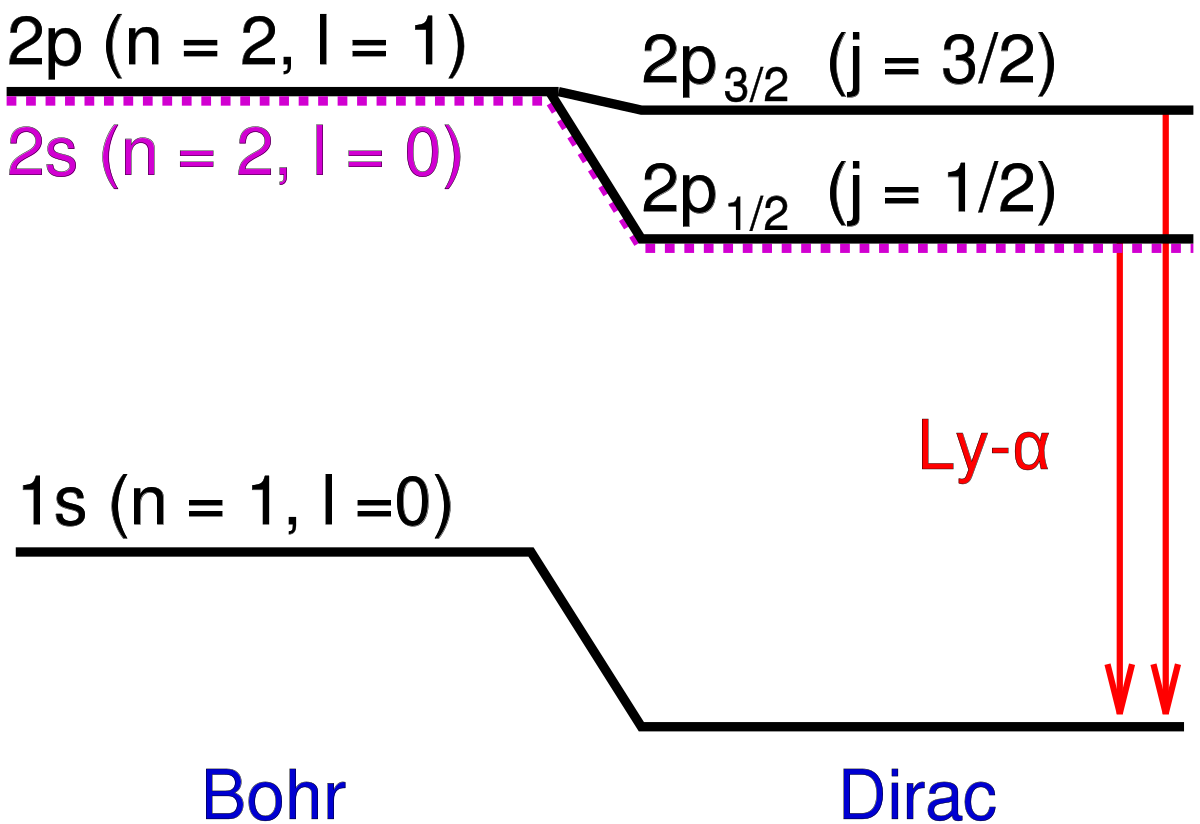 2p (n = 2, l = 1)
2s (n = 2, l = 0)
2p3/2 (j = 3/2)
2p1/2 (j = 1/2)
Ly-α
1s (n = 1, l =0)
Bohr
Dirac